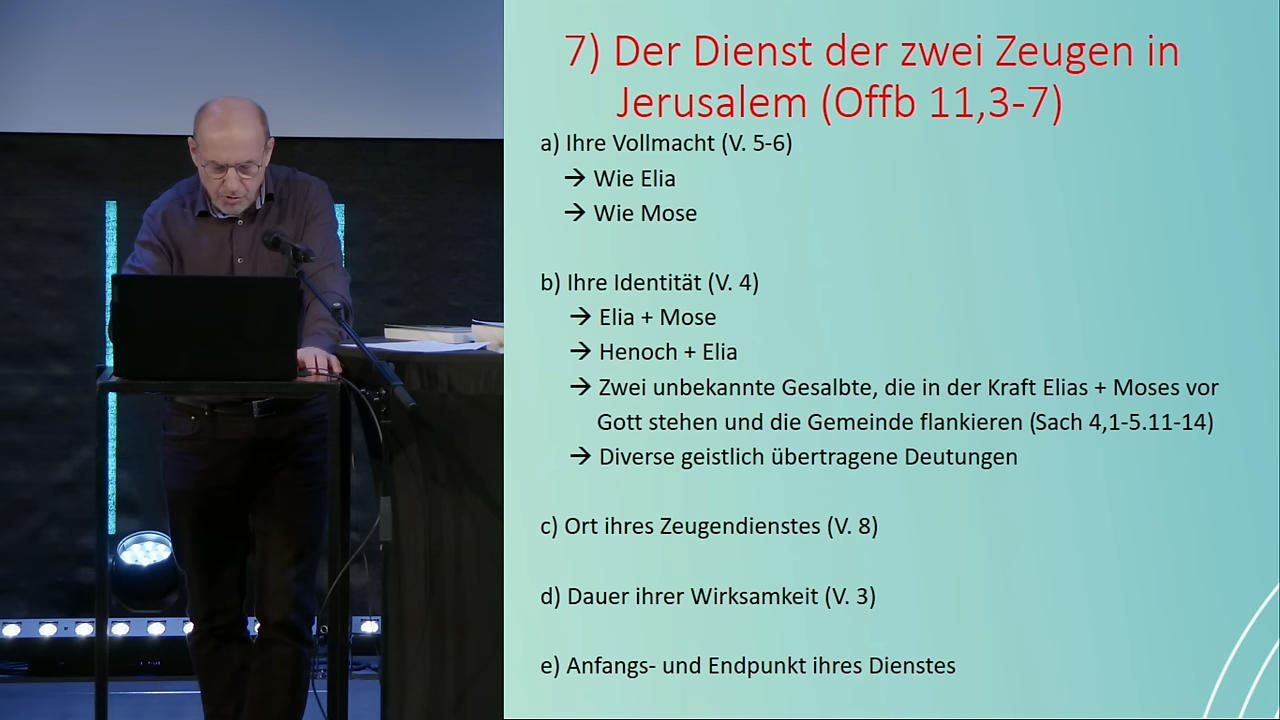 7) Der Dienst der zwei Zeugen in
Jerusalem (Offb 11,3-7)
a) Ihre Vollmacht (V. 5-6)
→ Wie Elia
→ Wie Mose
b) Ihre Identität (V. 4)
→ Elia + Mose
→ Henoch + Elia
→ Zwei unbekannte Gesalbte, die in der Kraft Elias + Moses vor
Gott stehen und die Gemeinde flankieren (Sach 4,1-5.11-14)
→ Diverse geistlich übertragene Deutungen
c) Ort ihres Zeugendienstes (V. 8)
d) Dauer ihrer Wirksamkeit (V. 3)
e) Anfangs- und Endpunkt ihres Dienstes